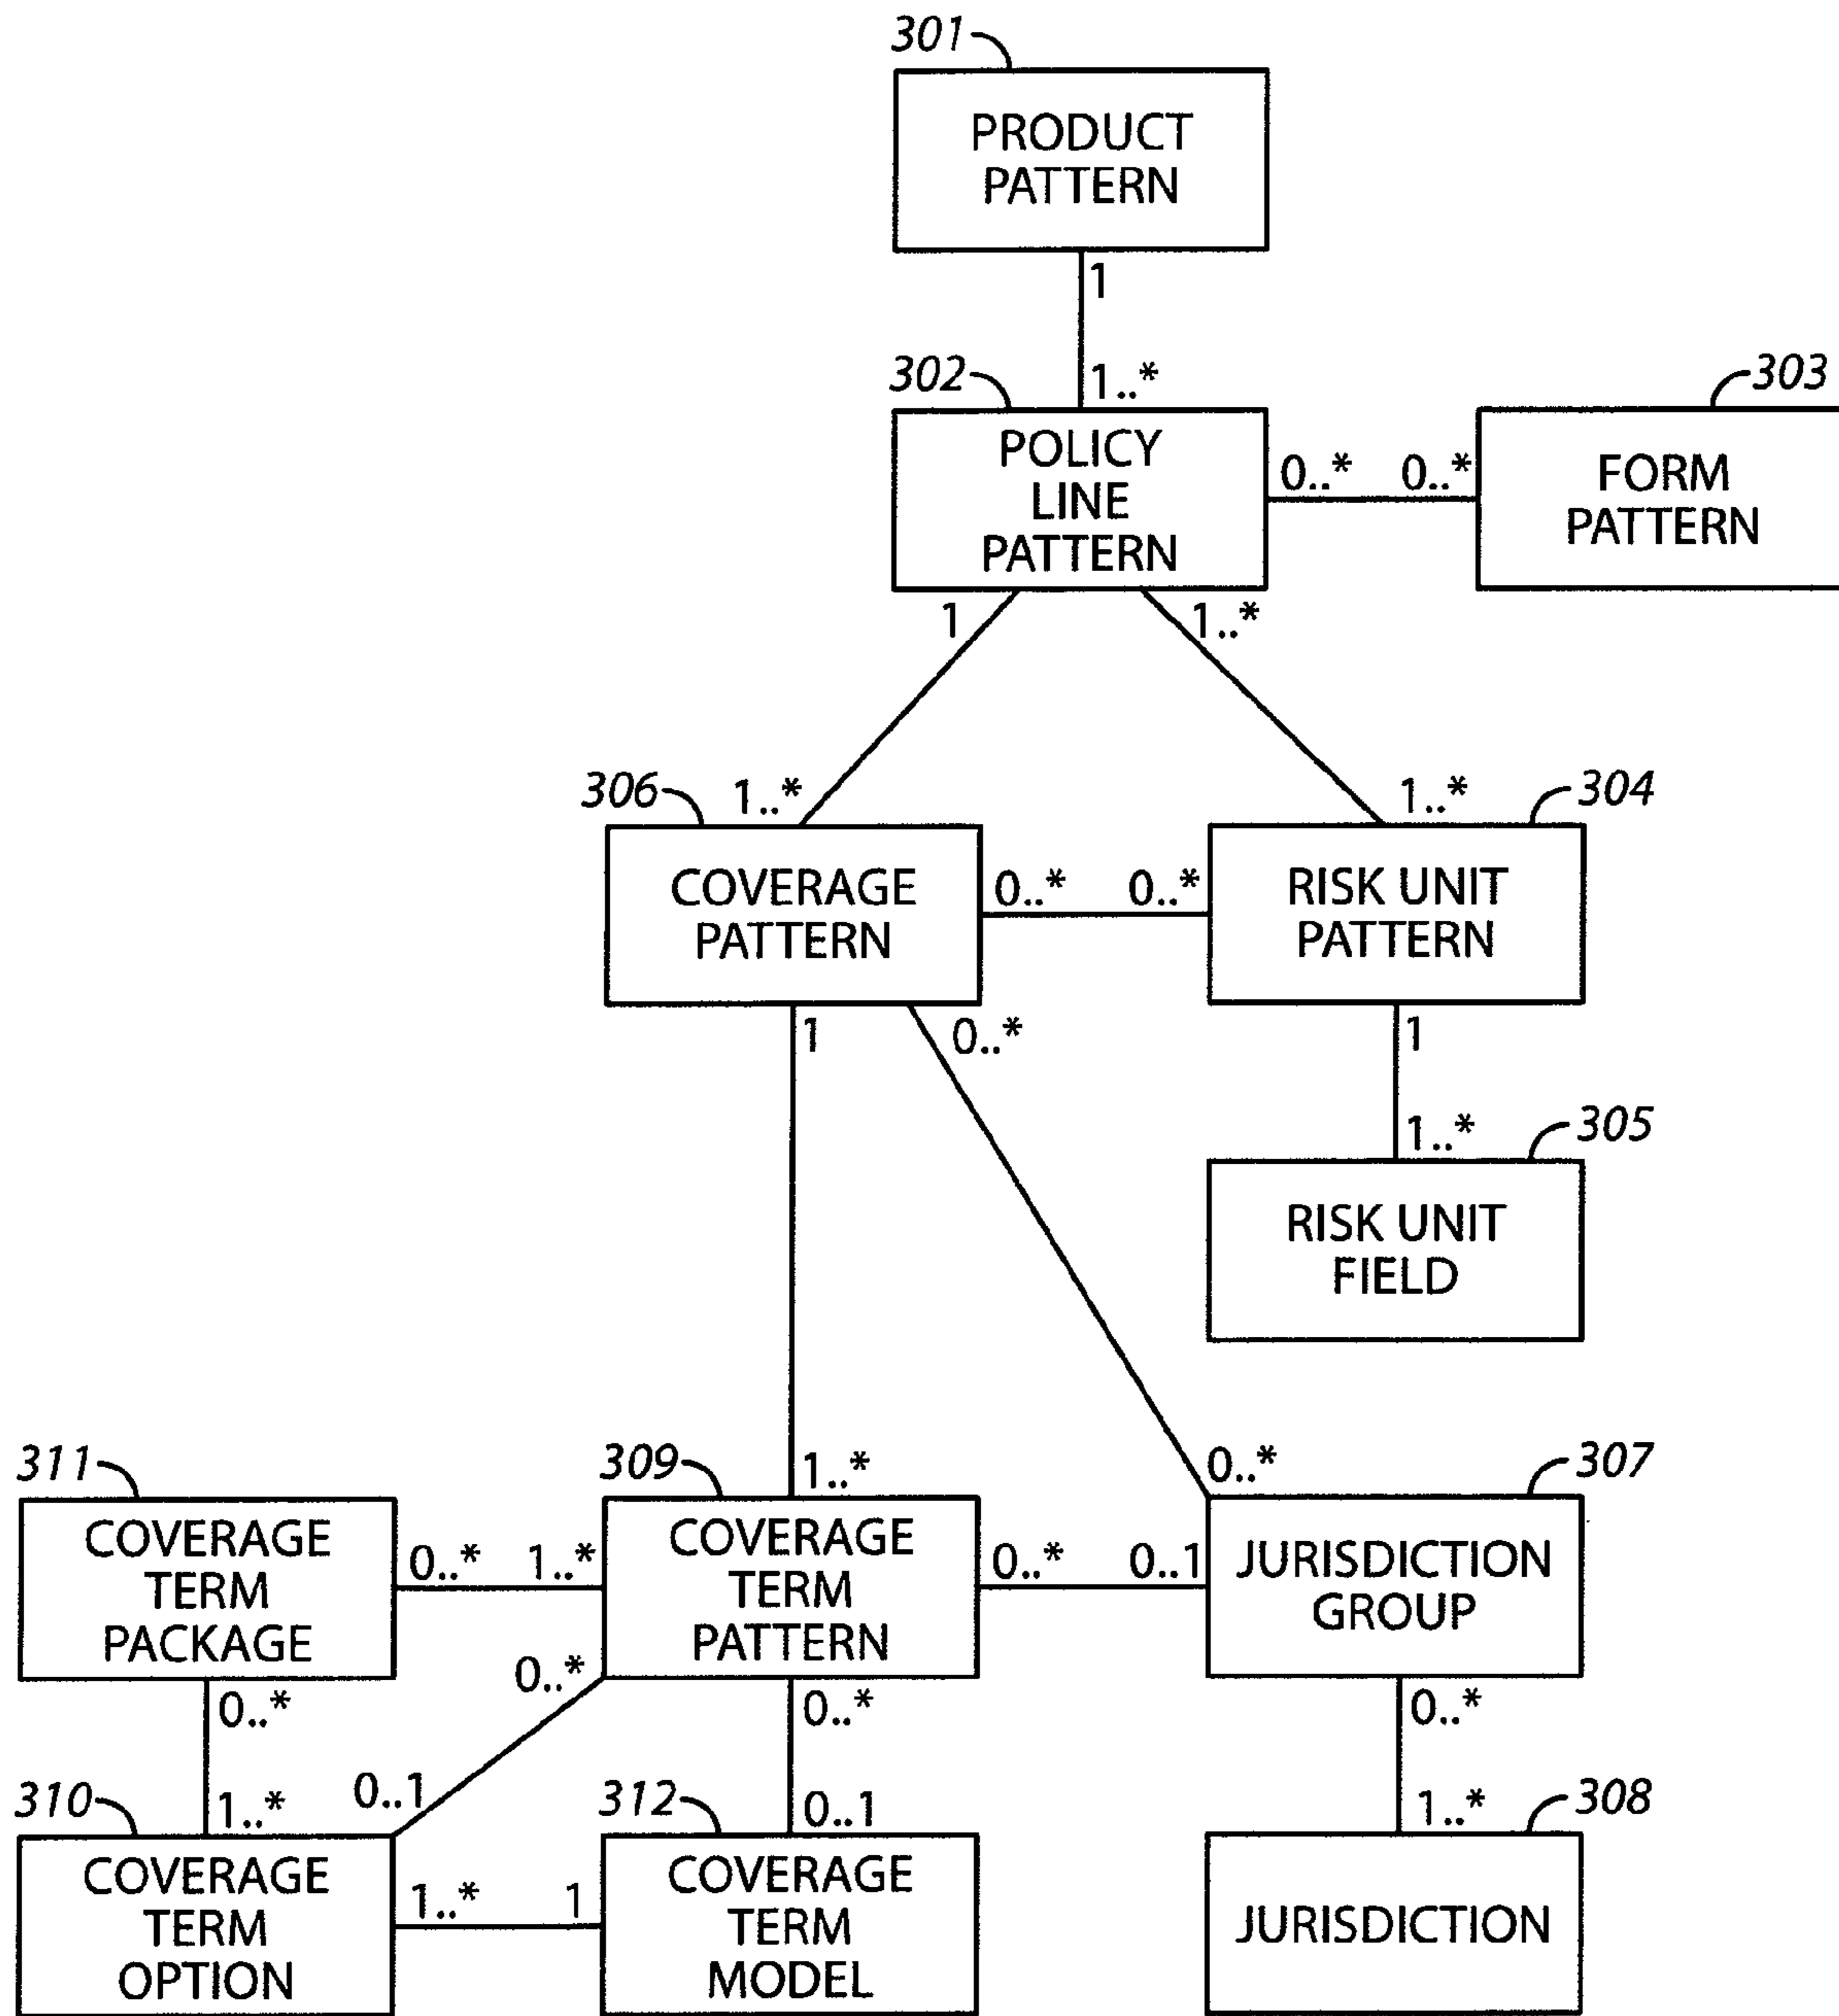 301
PRODUCT
PATTERN
1
1..*
302
POLICY
LINE
PATTERN
0..* 0..*
303
FORM
PATTERN
1
1..*
306
1..*
COVERAGE
PATTERN
0..* 0..*
1..*
304
RISK UNIT
PATTERN
1
0..*
1
1..*
305
RISK UNIT
FIELD
311
COVERAGE
TERM
PACKAGE
0..* 1..*
309
1..*
COVERAGE
TERM
PATTERN
0..* 0..1
0..*
307
JURISDICTION
GROUP
0..*
0..*
0..*
0..*
310
1..*
0..1
COVERAGE
TERM
OPTION
1..* 1
312
0..1
COVERAGE
TERM
MODEL
1..*
308
JURISDICTION